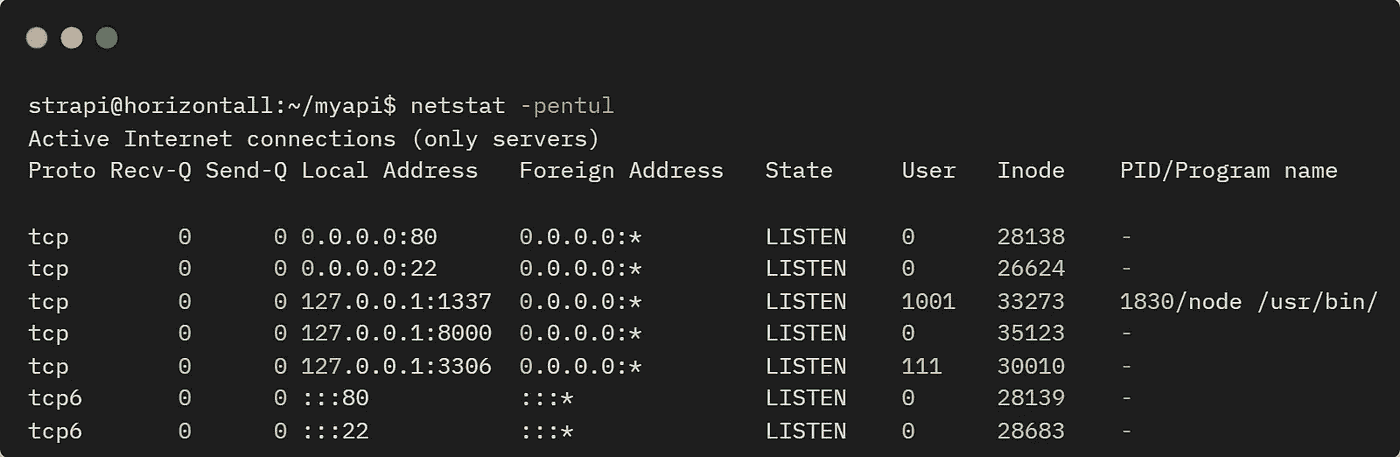 strapi@horizontall:~/myapi$ netstat -pentul
Active Internet connections (only servers)
Proto Recv-Q Send-Q Local Address   Foreign Address   State     User   Inode    PID/Program name
tcp        0      0 0.0.0.0:80      0.0.0.0:*         LISTEN    0      28138    -
tcp        0      0 0.0.0.0:22      0.0.0.0:*         LISTEN    0      26624    -
tcp        0      0 127.0.0.1:1337  0.0.0.0:*         LISTEN    1001   33273    1830/node /usr/bin/
tcp        0      0 127.0.0.1:8000  0.0.0.0:*         LISTEN    0      35123    -
tcp        0      0 127.0.0.1:3306  0.0.0.0:*         LISTEN    111    30010    -
tcp6       0      0 :::80           :::*              LISTEN    0      28139    -
tcp6       0      0 :::22           :::*              LISTEN    0      28683    -